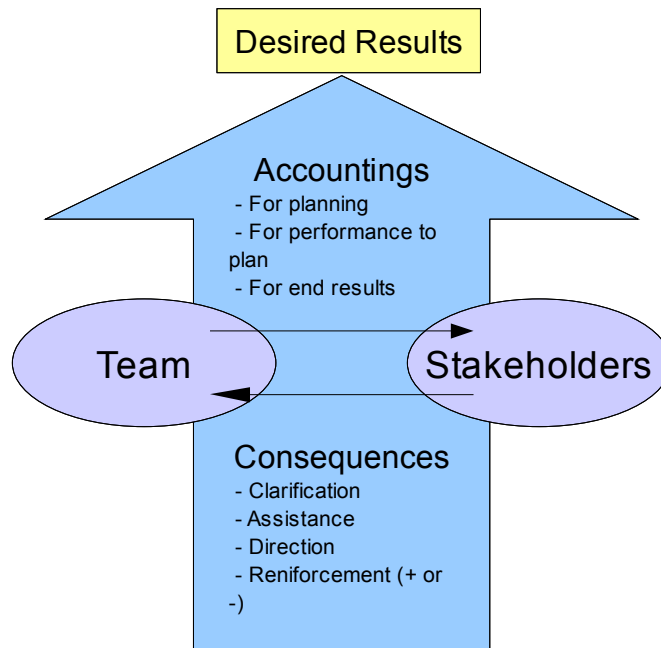 Desired Results
Accountings
- For planning
- For performance to
plan
- For end results
Team
Stakeholders
Consequences
- Clarification
- Assistance
- Direction
- Reniforcement (+ or
-)